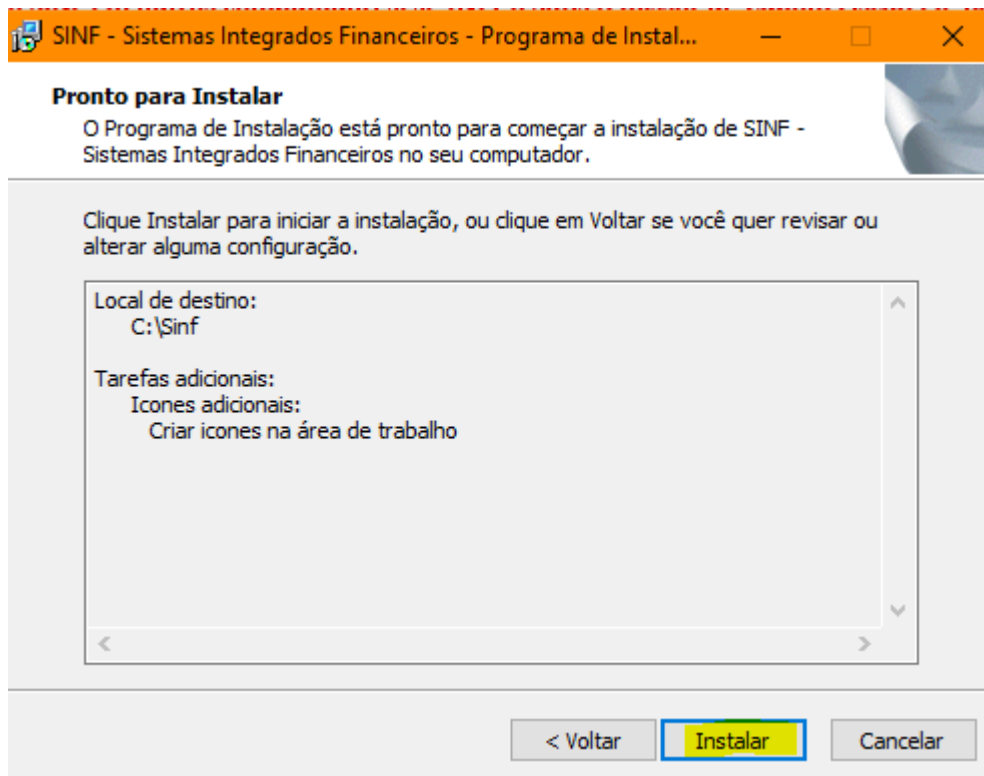 SINF - Sistemas Integrados Financeiros - Programa de Instal...
Pronto para Instalar
O Programa de Instalação está pronto para começar a instalação de SINF -
Sistemas Integrados Financeiros no seu computador.
Clique Instalar para iniciar a instalação, ou clique em Voltar se você quer revisar ou
alterar alguma configuração.
Local de destino:
C:\Sinf
Tarefas adicionais:
Icones adicionais:
Criar icones na área de trabalho
< Voltar
Instalar
Cancelar